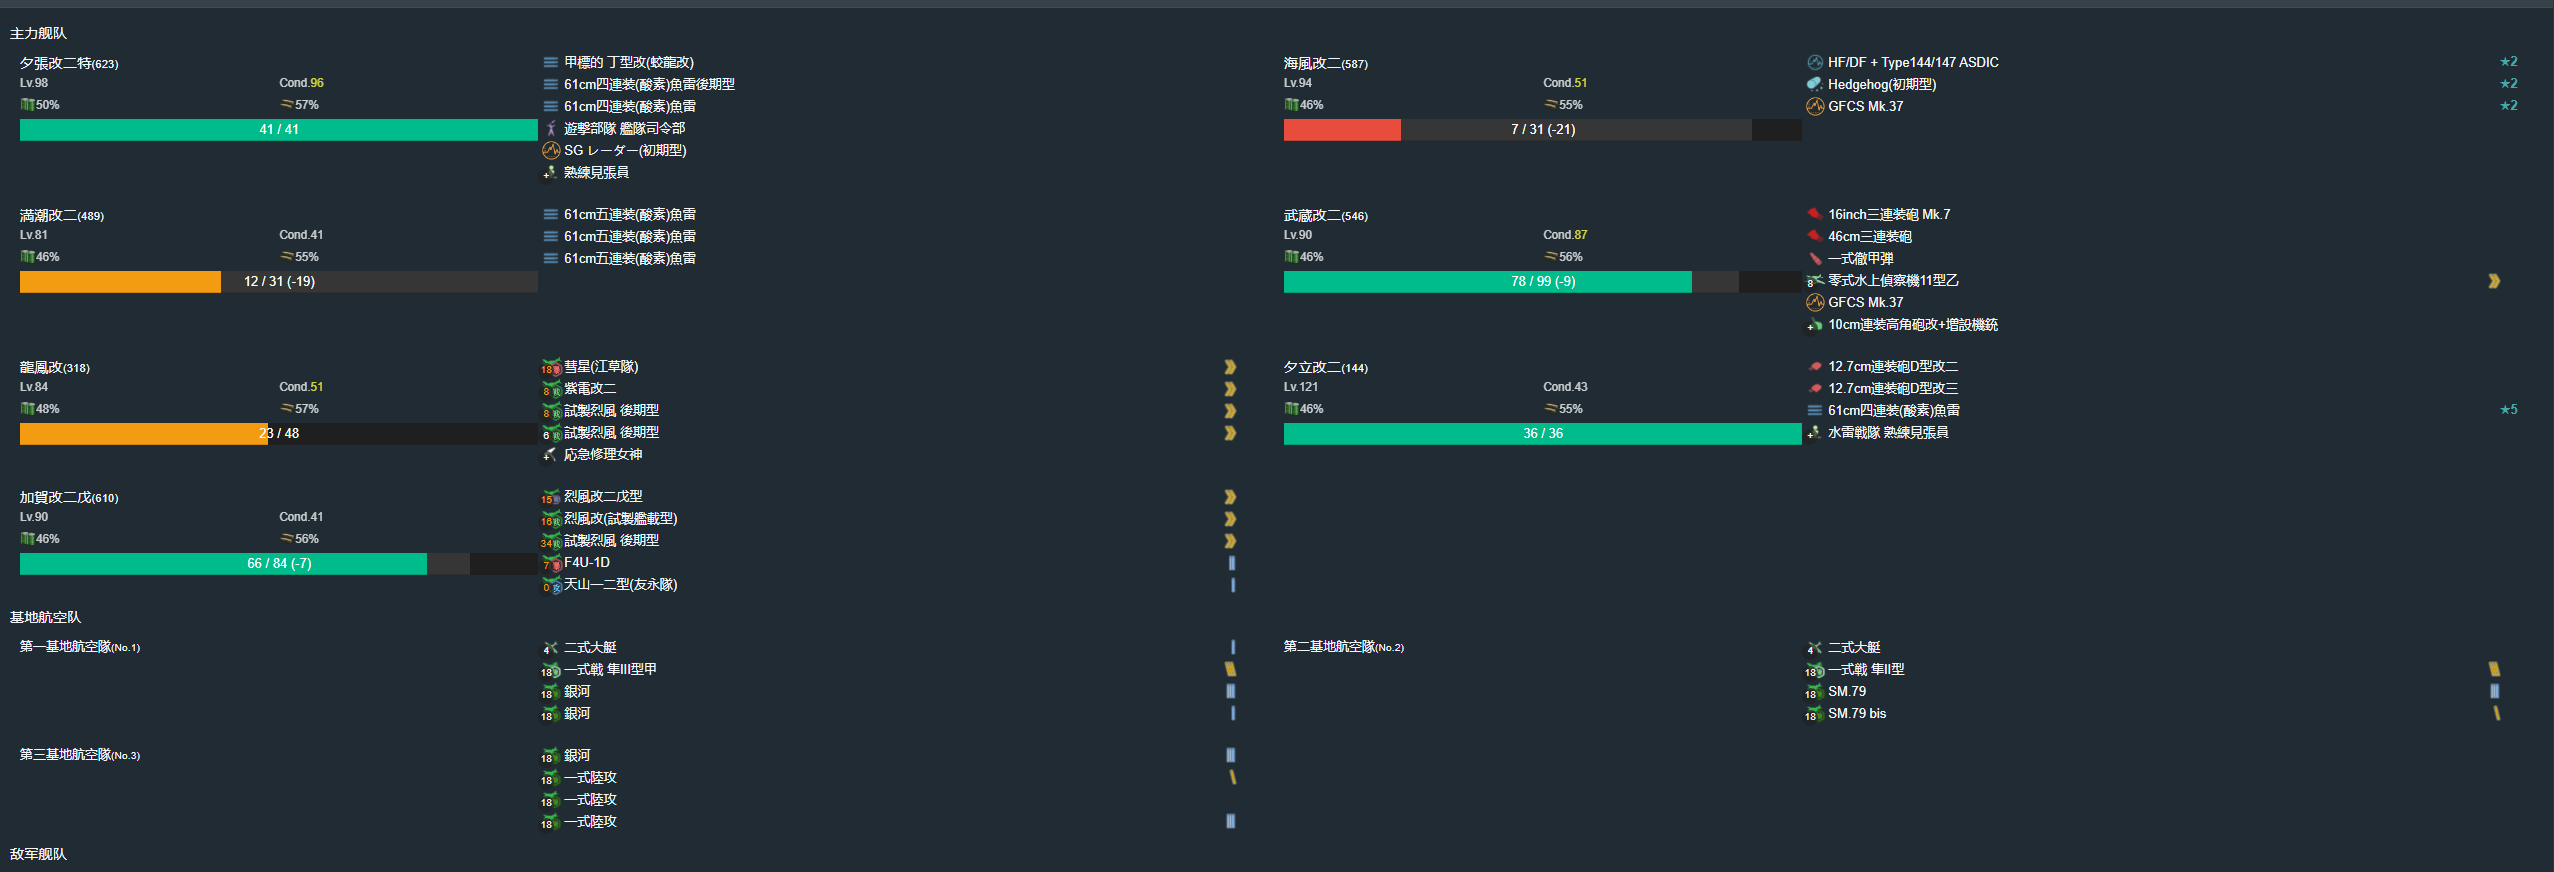 主力舰队
夕張改二特(623)
Lv.98 Cond.96
50% 57%
41 / 41
甲標的 丁型改(蛟龍改)
61cm四連装(酸素)魚雷後期型
61cm四連装(酸素)魚雷
遊撃部隊 艦隊司令部
SG レーダー(初期型)
+ 熟練見張員
海風改二(587)
Lv.94 Cond.51
46% 55%
7 / 31 (-21)
HF/DF + Type144/147 ASDIC ★2
Hedgehog(初期型) ★2
GFCS Mk.37 ★2
満潮改二(489)
Lv.81 Cond.41
46% 55%
12 / 31 (-19)
61cm五連装(酸素)魚雷
61cm五連装(酸素)魚雷
61cm五連装(酸素)魚雷
武蔵改二(546)
Lv.90 Cond.87
46% 56%
78 / 99 (-9)
16inch三連装砲 Mk.7
46cm三連装砲
一式徹甲弾
8 零式水上偵察機11型乙
GFCS Mk.37
+ 10cm連装高角砲改+増設機銃
龍鳳改(318)
Lv.84 Cond.51
48% 57%
23 / 48
18 彗星(江草隊)
8 紫電改二
8 試製烈風 後期型
6 試製烈風 後期型
+ 応急修理女神
夕立改二(144)
Lv.121 Cond.43
46% 55%
36 / 36
12.7cm連装砲D型改二
12.7cm連装砲D型改三
61cm四連装(酸素)魚雷 ★5
+ 水雷戦隊 熟練見張員
加賀改二戊(610)
Lv.90 Cond.41
46% 56%
66 / 84 (-7)
15 烈風改二戊型
16 烈風改(試製艦載型)
34 試製烈風 後期型
7 F4U-1D
0 天山一二型(友永隊)
基地航空队
第一基地航空隊(No.1)
4 二式大艇
18 一式戦 隼III型甲
18 銀河
18 銀河
第二基地航空隊(No.2)
4 二式大艇
18 一式戦 隼II型
18 SM.79
18 SM.79 bis
第三基地航空隊(No.3)
18 銀河
18 一式陸攻
18 一式陸攻
18 一式陸攻
敌军舰队